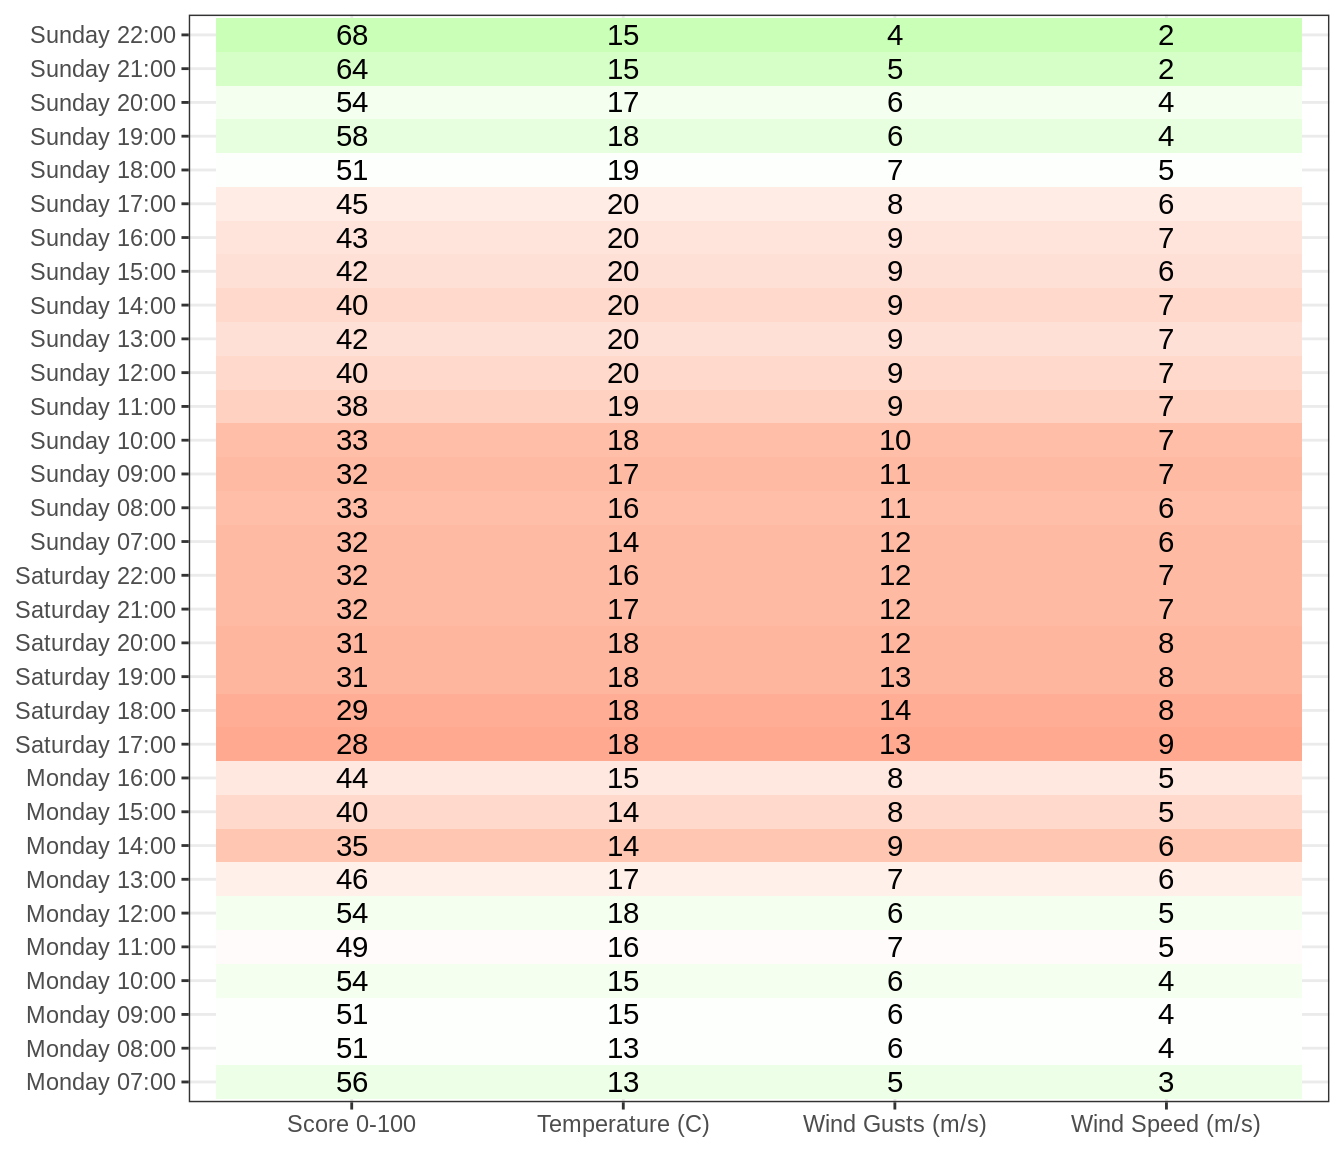 Sunday 22:00 68 15 4 2
Sunday 21:00 64 15 5 2
Sunday 20:00 54 17 6 4
Sunday 19:00 58 18 6 4
Sunday 18:00 51 19 7 5
Sunday 17:00 45 20 8 6
Sunday 16:00 43 20 9 7
Sunday 15:00 42 20 9 6
Sunday 14:00 40 20 9 7
Sunday 13:00 42 20 9 7
Sunday 12:00 40 20 9 7
Sunday 11:00 38 19 9 7
Sunday 10:00 33 18 10 7
Sunday 09:00 32 17 11 7
Sunday 08:00 33 16 11 6
Sunday 07:00 32 14 12 6
Saturday 22:00 32 16 12 7
Saturday 21:00 32 17 12 7
Saturday 20:00 31 18 12 8
Saturday 19:00 31 18 13 8
Saturday 18:00 29 18 14 8
Saturday 17:00 28 18 13 9
Monday 16:00 44 15 8 5
Monday 15:00 40 14 8 5
Monday 14:00 35 14 9 6
Monday 13:00 46 17 7 6
Monday 12:00 54 18 6 5
Monday 11:00 49 16 7 5
Monday 10:00 54 15 6 4
Monday 09:00 51 15 6 4
Monday 08:00 51 13 6 4
Monday 07:00 56 13 5 3
Score 0-100 Temperature (C) Wind Gusts (m/s) Wind Speed (m/s)